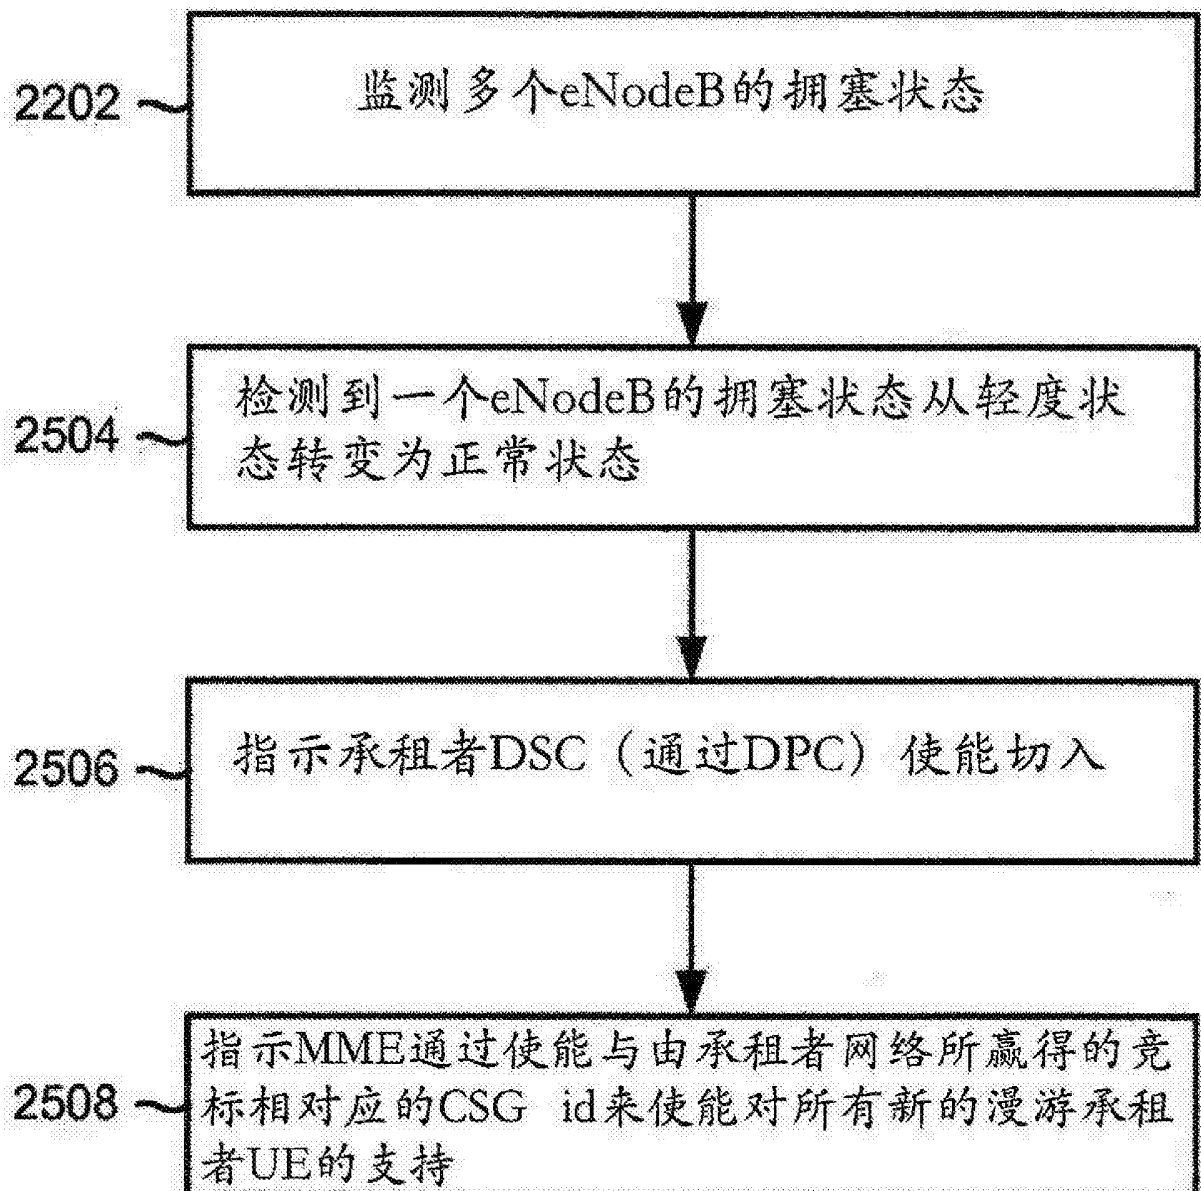 2202
监测多个eNodeB的拥塞状态
2504
检测到一个eNodeB的拥塞状态从轻度状
态转变为正常状态
2506
指示承租者DSC（通过DPC）使能切入
2508
指示MME通过使能与由承租者网络所赢得的竞
标相对应的CSG id来使能对所有新的漫游承租
者UE的支持